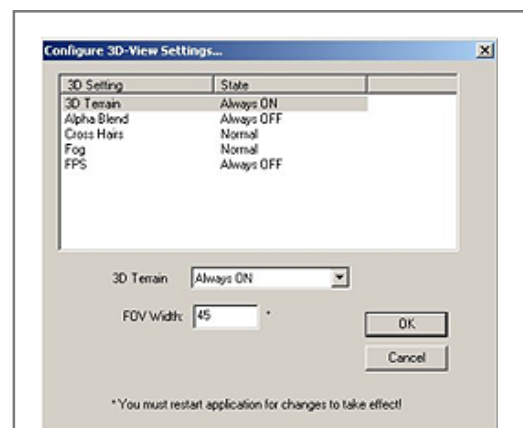 Configure 3D-View Settings...
3D Setting State
3D Terrain Always ON
Alpha Blend Always OFF
Cross Hairs Normal
Fog Normal
FPS Always OFF
3D Terrain Always ON
FOV Width: 45 *
OK
Cancel
* You must restart application for changes to take effect!